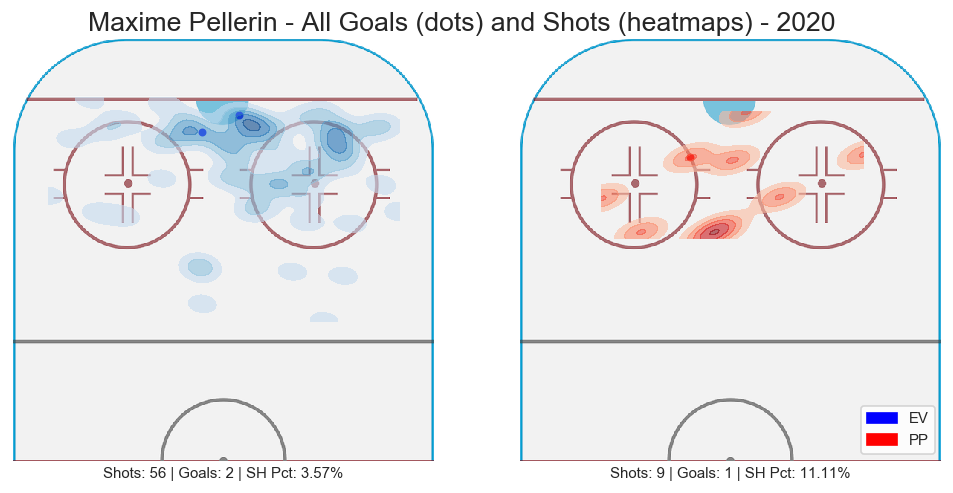 Maxime Pellerin - All Goals (dots) and Shots (heatmaps) - 2020
EV
PP
Shots: 56 | Goals: 2 | SH Pct: 3.57%
Shots: 9 | Goals: 1 | SH Pct: 11.11%